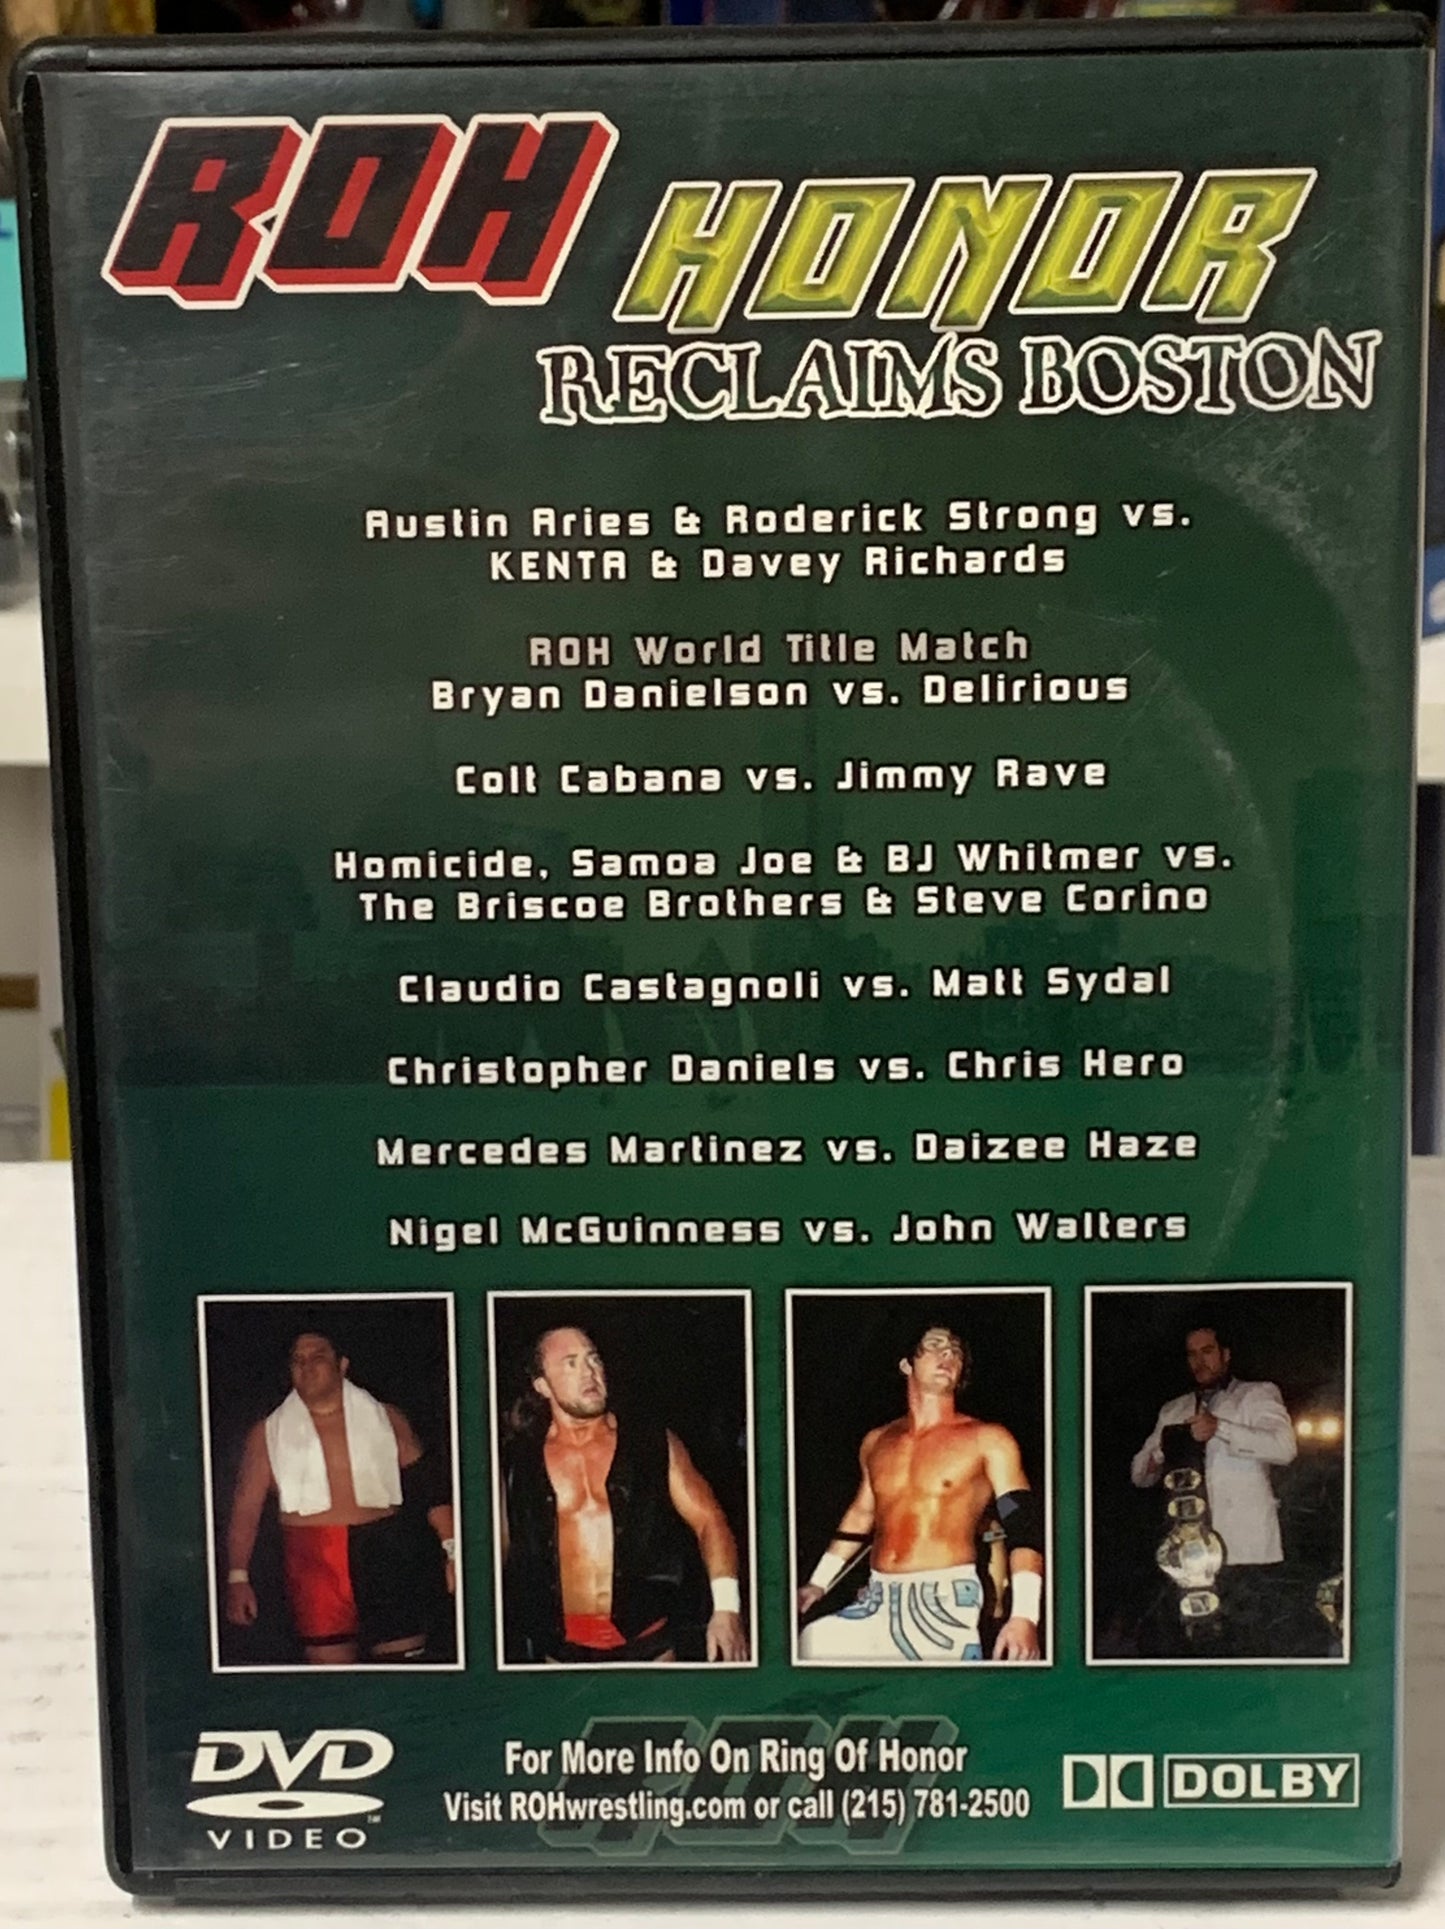 ROH HONOR
RECLAIMS BOSTON
Austin Aries & Roderick Strong vs.
KENTA & Davey Richards
ROH World Title Match
Bryan Danielson vs. Delirious
Colt Cabana vs. Jimmy Rave
Homicide, Samoa Joe & BJ Whitmer vs.
The Briscoe Brothers & Steve Corino
Claudio Castagnoli vs. Matt Sydal
Christopher Daniels vs. Chris Hero
Mercedes Martinez vs. Daizee Haze
Nigel McGuinness vs. John Walters
DVD
VIDEO
ROH
For More Info On Ring Of Honor
Visit ROHwrestling.com or call (215) 781-2500
DOLBY